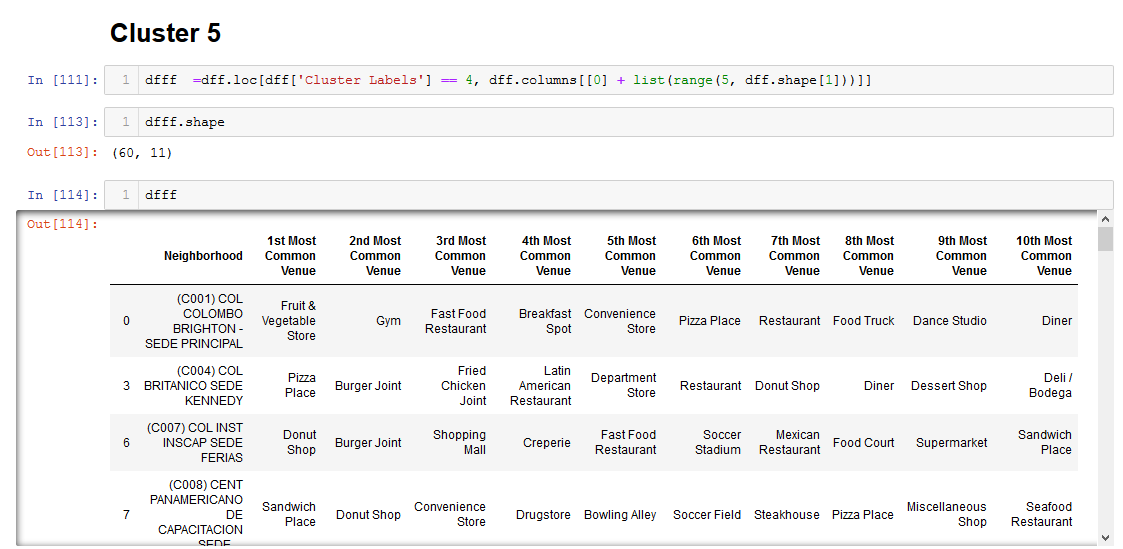 Cluster 5
In [111]: 1 dfff  =dff.loc[dff['Cluster Labels'] == 4, dff.columns[[0] + list(range(5, dff.shape[1]))]]
In [113]: 1 dfff.shape
Out[113]: (60, 11)
In [114]: 1 dfff
Out[114]:
Neighborhood 1st Most Common Venue 2nd Most Common Venue 3rd Most Common Venue 4th Most Common Venue 5th Most Common Venue 6th Most Common Venue 7th Most Common Venue 8th Most Common Venue 9th Most Common Venue 10th Most Common Venue
0 (C001) COL COLOMBO BRIGHTON - SEDE PRINCIPAL Fruit & Vegetable Store Gym Fast Food Restaurant Breakfast Spot Convenience Store Pizza Place Restaurant Food Truck Dance Studio Diner
3 (C004) COL BRITANICO SEDE KENNEDY Pizza Place Burger Joint Fried Chicken Joint Latin American Restaurant Department Store Restaurant Donut Shop Diner Dessert Shop Deli / Bodega
6 (C007) COL INST INSCAP SEDE FERIAS Donut Shop Burger Joint Shopping Mall Creperie Fast Food Restaurant Soccer Stadium Mexican Restaurant Food Court Supermarket Sandwich Place
7 (C008) CENT PANAMERICANO DE CAPACITACION SEDE Sandwich Place Donut Shop Convenience Store Drugstore Bowling Alley Soccer Field Steakhouse Pizza Place Miscellaneous Shop Seafood Restaurant